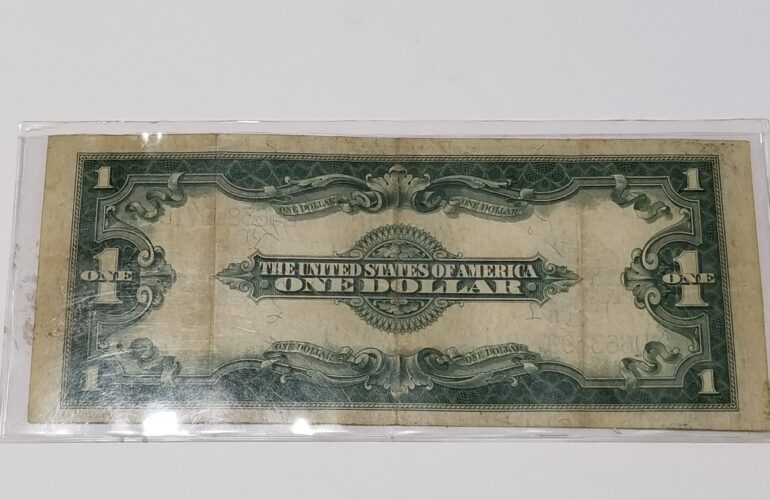 1 1
ONE DOLLAR ONE DOLLAR
THE UNITED STATES OF AMERICA
ONE 1 ONE DOLLAR ONE 1
ONE DOLLAR ONE DOLLAR
1 1